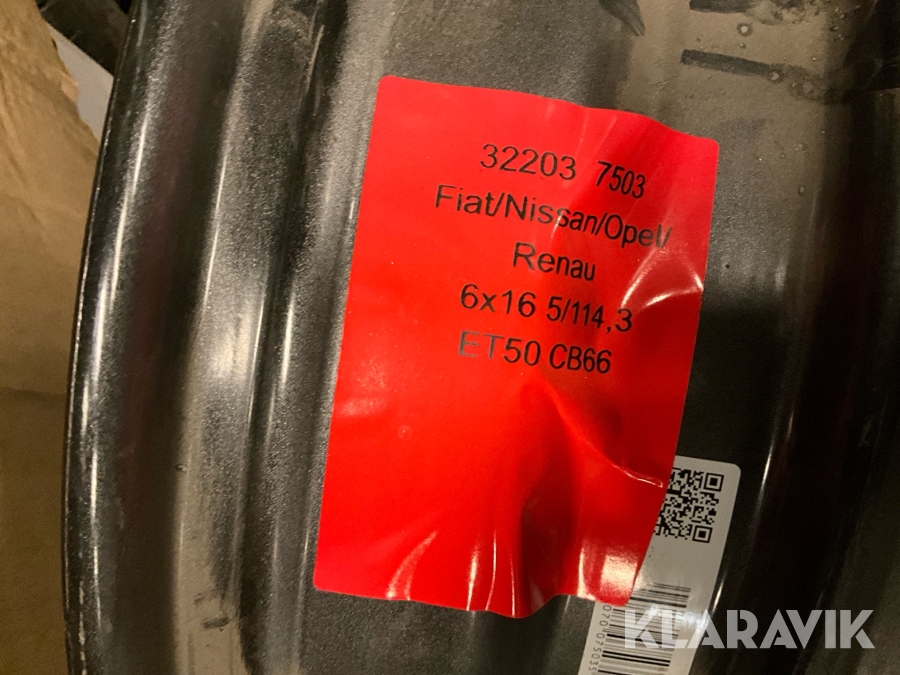 32203 7503
Fiat/Nissan/Opel/
Renau
6x16 5/114,3
ET50 CB66
KLARAVIK